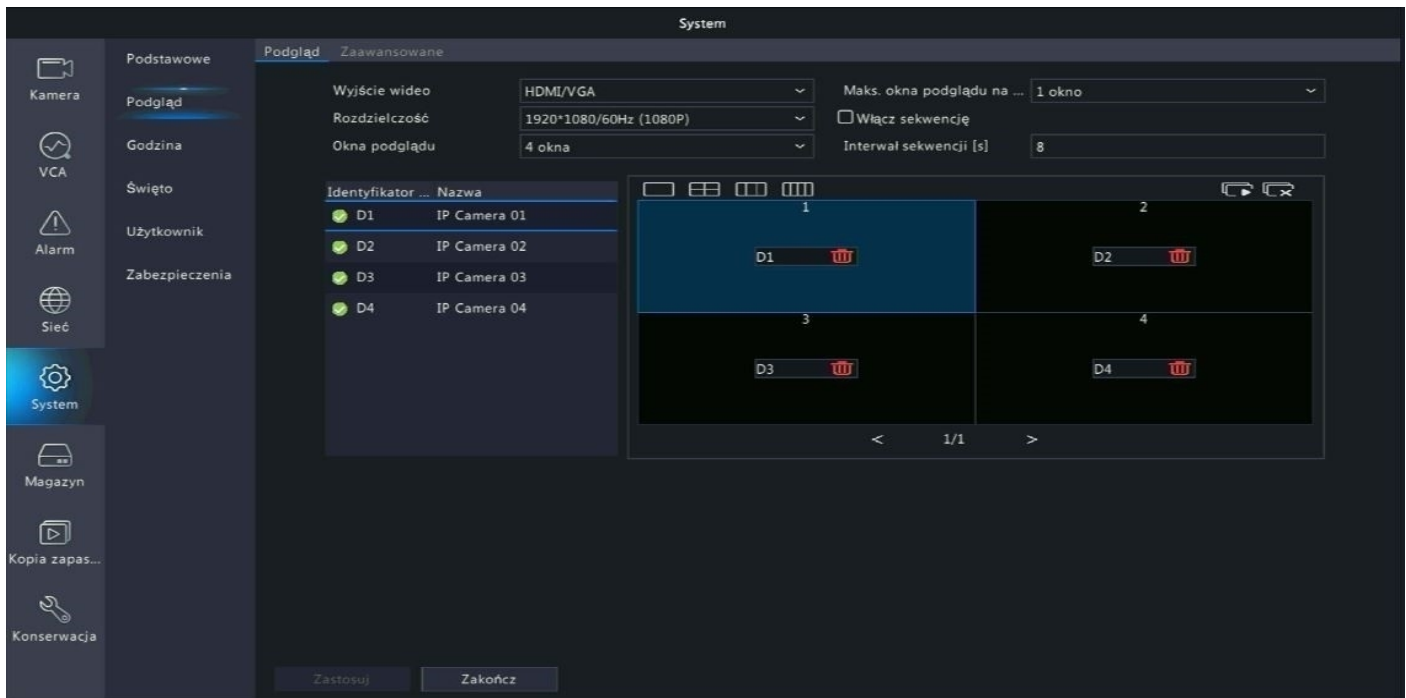 System
Kamera
VCA
Alarm
Sieć
System
Magazyn
Kopia zapas...
Konserwacja
Podstawowe
Podgląd
Godzina
Święto
Użytkownik
Zabezpieczenia
Podgląd Zaawansowane
Wyjście wideo HDMI/VGA Maks. okna podglądu na ... 1 okno
Rozdzielczość 1920*1080/60Hz (1080P) Włącz sekwencję
Okna podglądu 4 okna Interwał sekwencji [s] 8
Identyfikator ... Nazwa
D1 IP Camera 01
D2 IP Camera 02
D3 IP Camera 03
D4 IP Camera 04
1 2
D1 D2
3 4
D3 D4
< 1/1 >
Zastosuj Zakończ